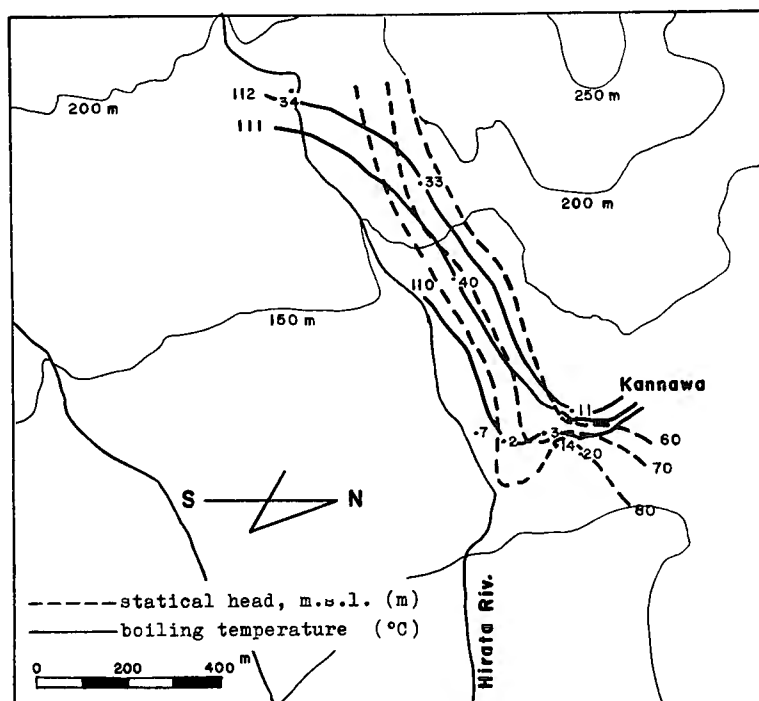 250 m
200 m
112
34
111
33
200 m
110
40
150 m
Kannawa
11
7
2
3
14
20
60
70
80
S
N
statical head, m.s.l. (m)
boiling temperature (°C)
0 200 400 m
Hirata Riv.